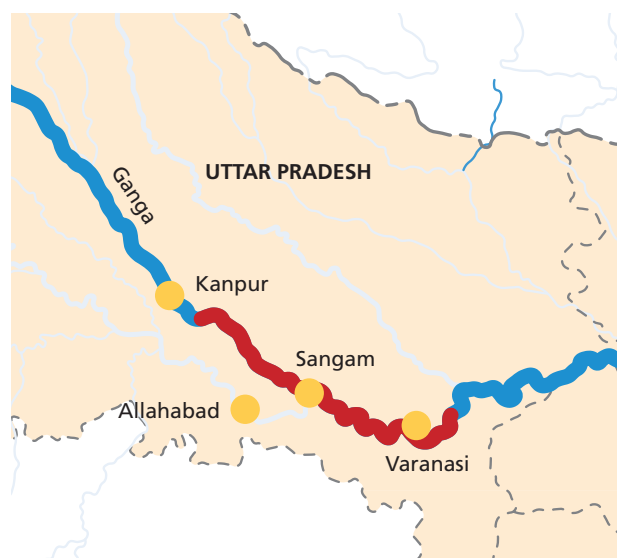 UTTAR PRADESH
Ganga
Kanpur
Sangam
Allahabad
Varanasi